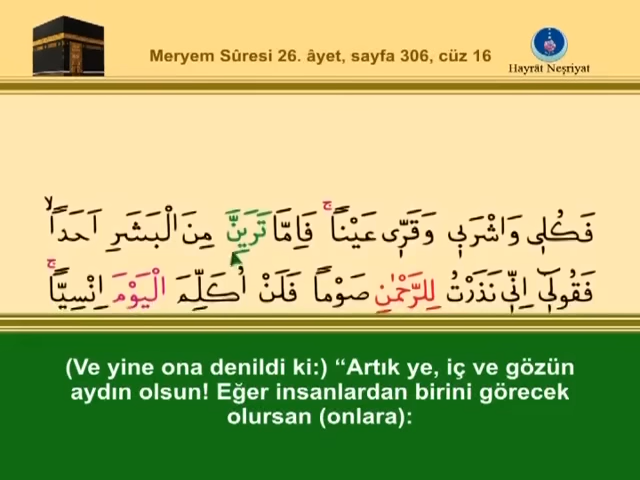 Meryem Sûresi 26. âyet, sayfa 306, cüz 16
Hayrât Neşriyat
فَكُلٖى وَاشْرَبٖى وَقَرّٖى عَيْنًاۚ فَاِمَّا تَرَيِنَّ مِنَ الْبَشَرِ اَحَدًاۙ
فَقُولٖٓى اِنّٖى نَذَرْتُ لِلرَّحْمٰنِ صَوْمًا فَلَنْ اُكَلِّمَ الْيَوْمَ اِنْسِيًّاۚ
(Ve yine ona denildi ki:) “Artık ye, iç ve gözün
aydın olsun! Eğer insanlardan birini görecek
olursan (onlara):